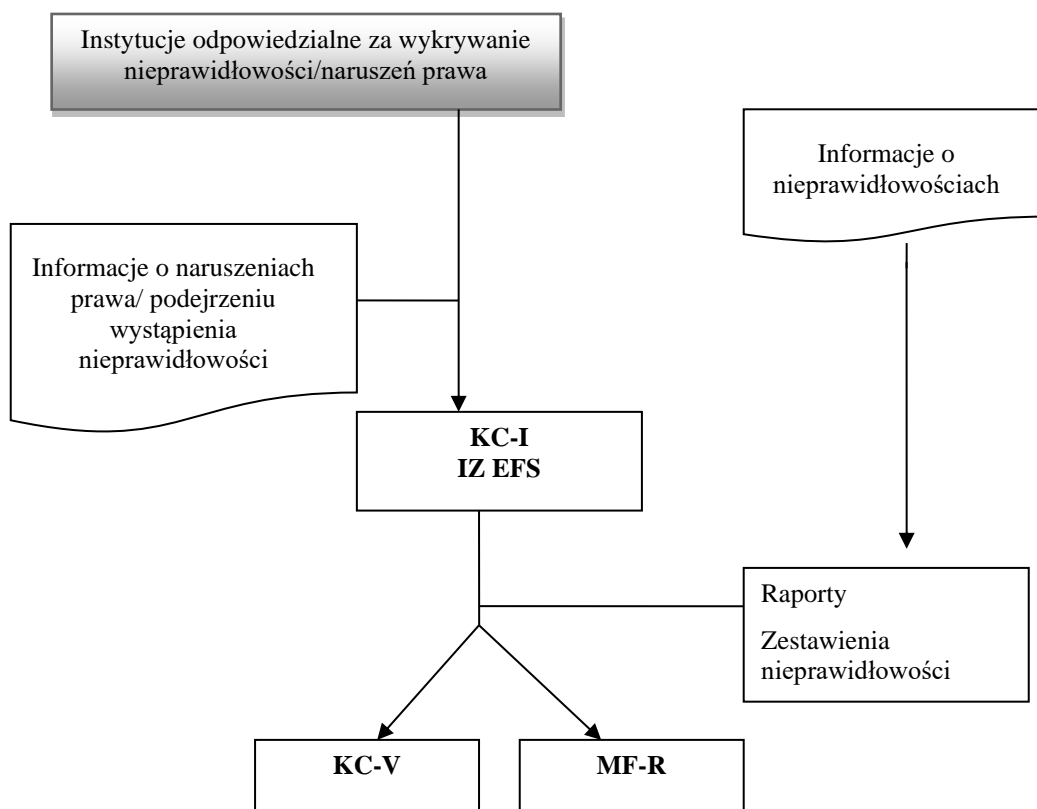 Instytucje odpowiedzialne za wykrywanie
nieprawidłowości/naruszeń prawa
Informacje o
nieprawidłowościach
Informacje o naruszeniach
prawa/ podejrzeniu
wystąpienia
nieprawidłowości
KC-I
IZ EFS
Raporty
Zestawienia
nieprawidłowości
KC-V
MF-R